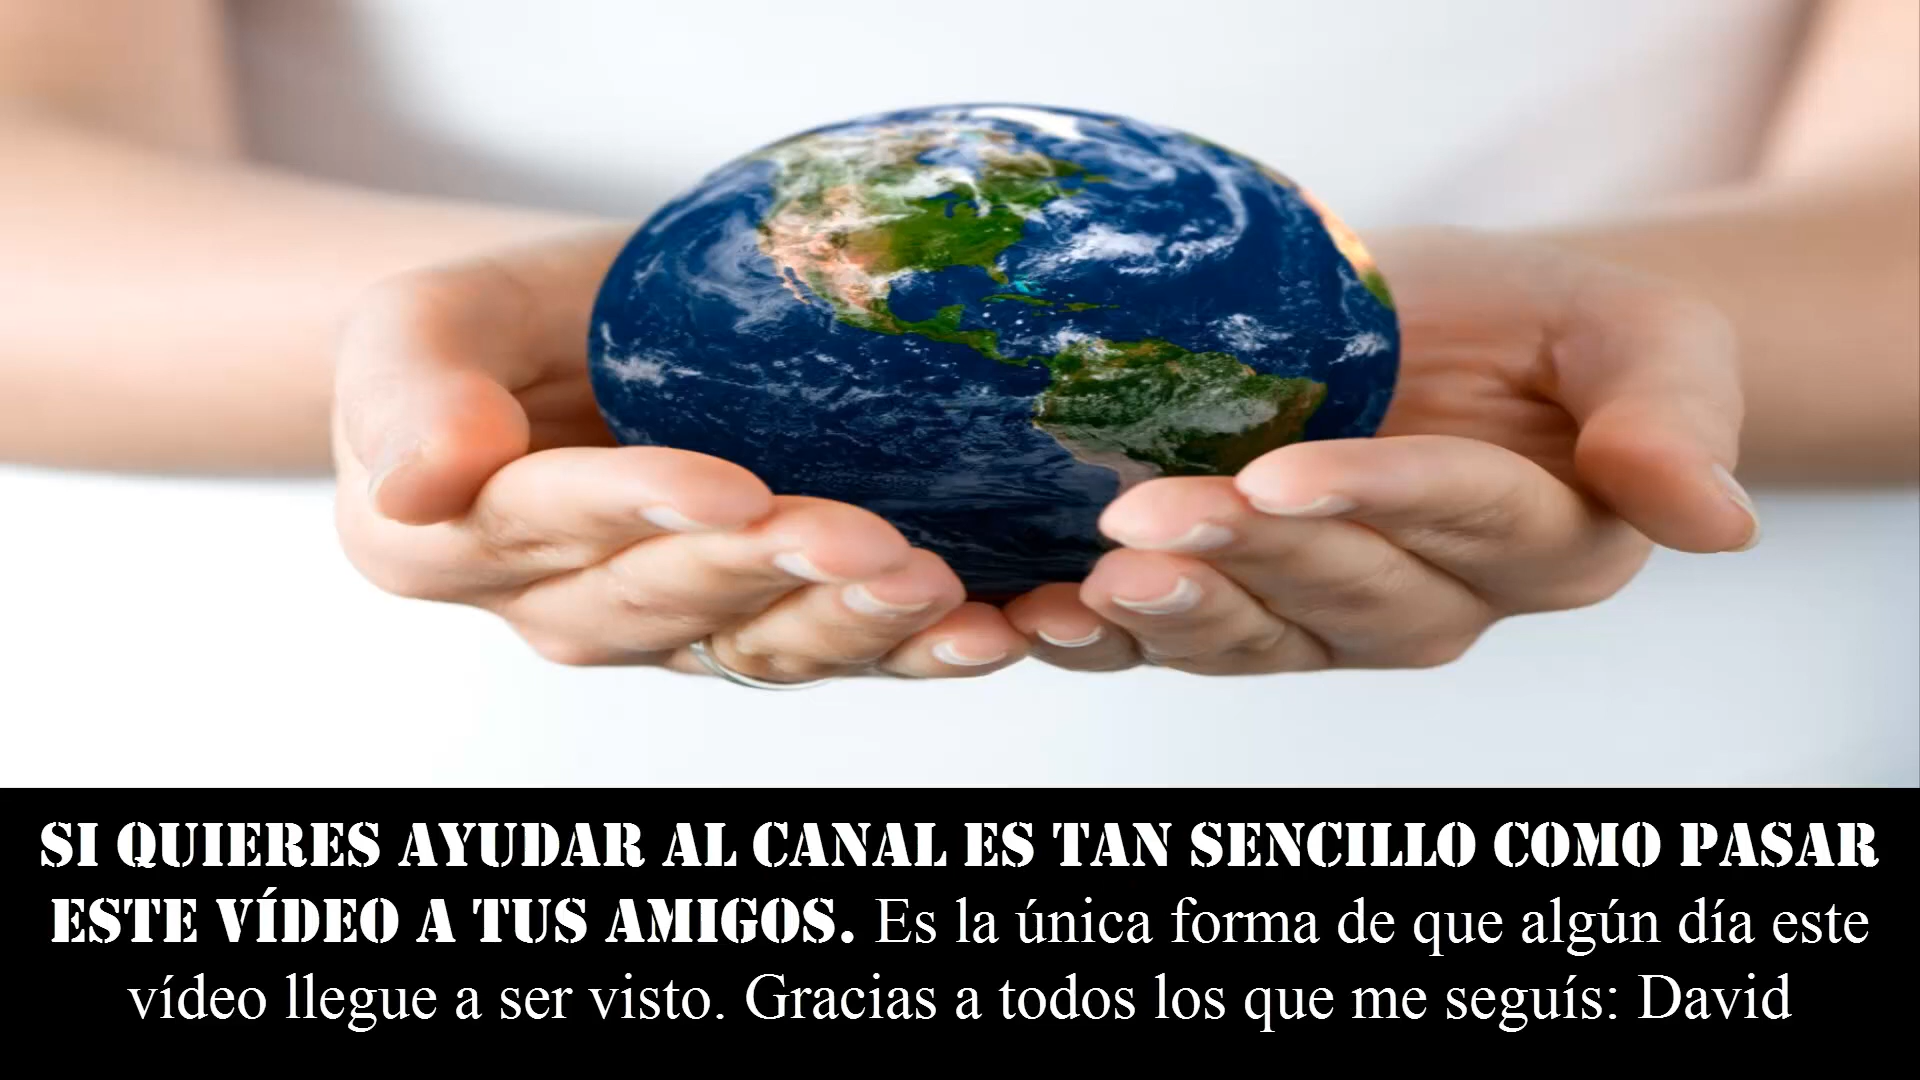 SI QUIERES AYUDAR AL CANAL ES TAN SENCILLO COMO PASAR
ESTE VÍDEO A TUS AMIGOS. Es la única forma de que algún día este
vídeo llegue a ser visto. Gracias a todos los que me seguís: David